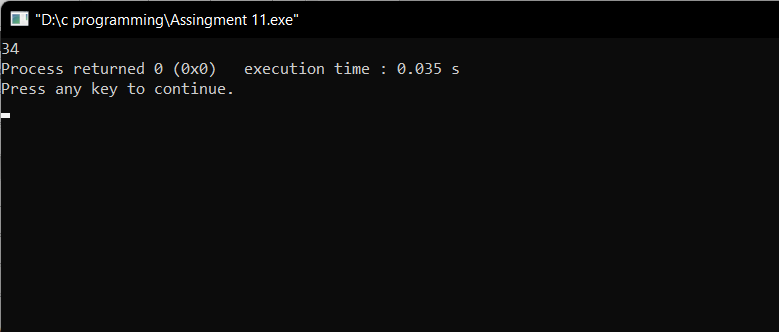 "D:\c programming\Assingment 11.exe"
34
Process returned 0 (0x0)   execution time : 0.035 s
Press any key to continue.